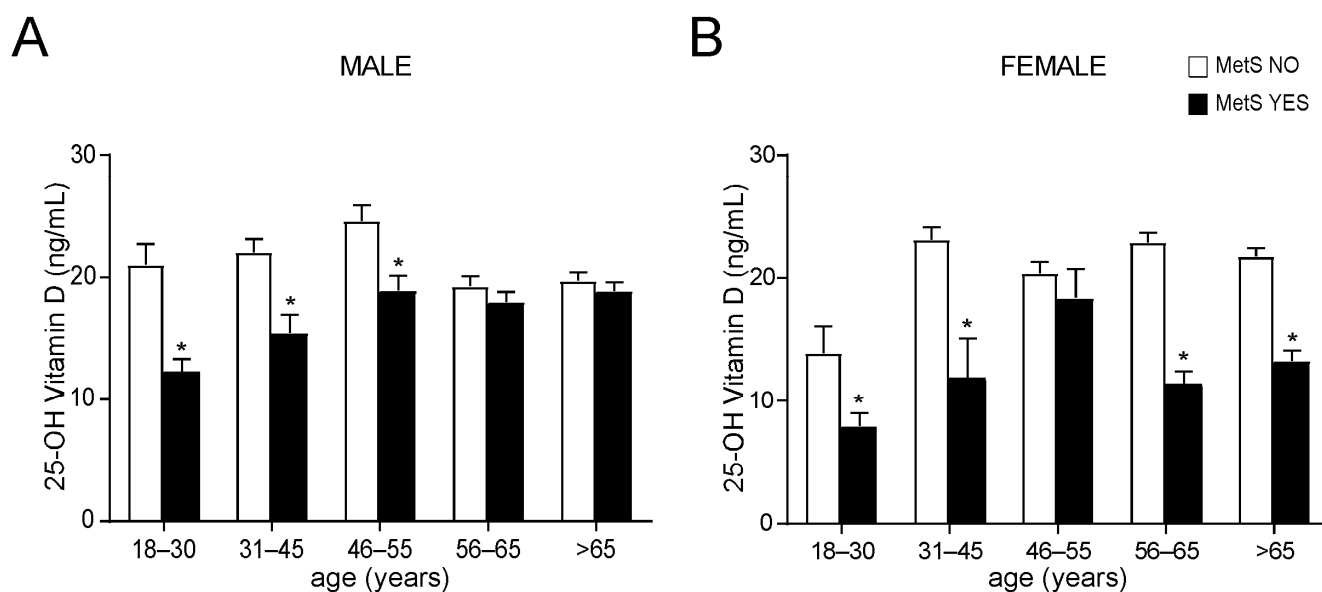 A
MALE
25-OH Vitamin D (ng/mL)
30
20
10
0
*
*
*
18–30
31–45
46–55
56–65
>65
age (years)
B
FEMALE
MetS NO
MetS YES
25-OH Vitamin D (ng/mL)
30
20
10
0
*
*
*
*
18–30
31–45
46–55
56–65
>65
age (years)